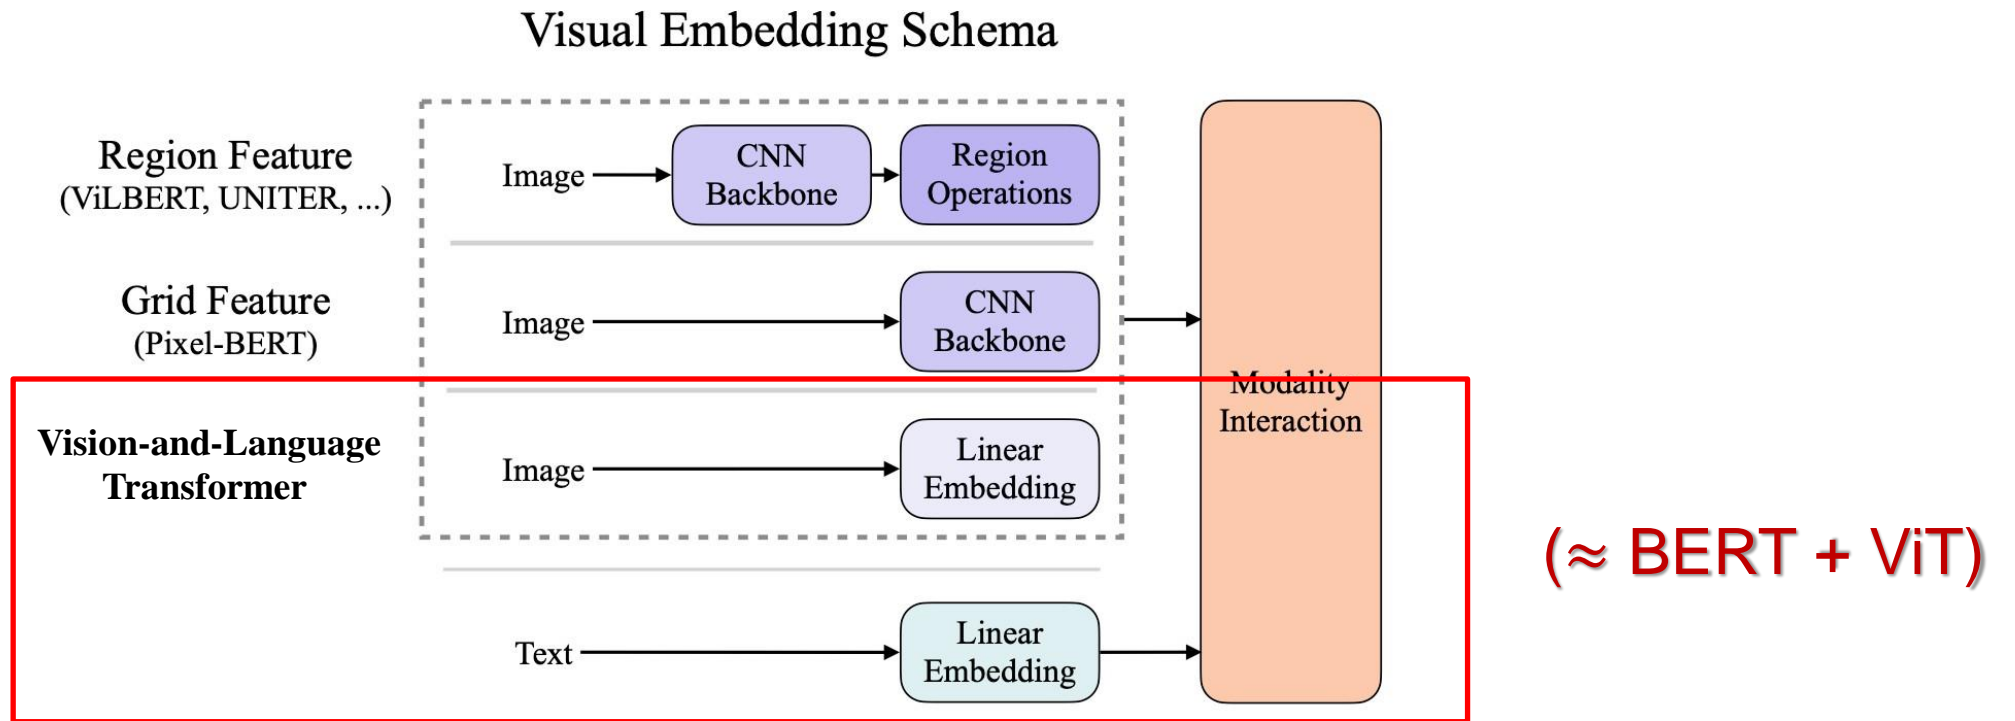 Visual Embedding Schema
Region Feature
(ViLBERT, UNITER, ...)
Image
CNN
Backbone
Region
Operations
Grid Feature
(Pixel-BERT)
Image
CNN
Backbone
Modality
Interaction
Vision-and-Language
Transformer
Image
Linear
Embedding
(≈ BERT + ViT)
Text
Linear
Embedding